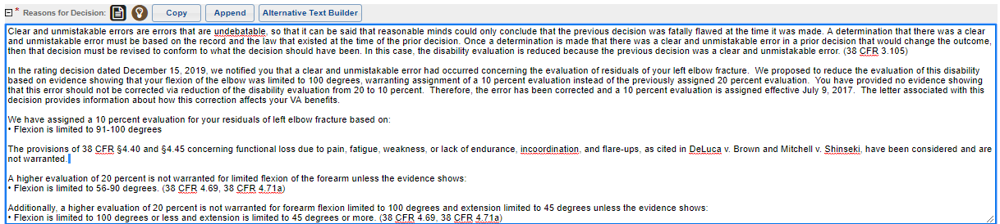 * Reasons for Decision: Copy Append Alternative Text Builder
Clear and unmistakable errors are errors that are undebatable, so that it can be said that reasonable minds could only conclude that the previous decision was fatally flawed at the time it was made. A determination that there was a clear
and unmistakable error must be based on the record and the law that existed at the time of the prior decision. Once a determination is made that there was a clear and unmistakable error in a prior decision that would change the outcome,
then that decision must be revised to conform to what the decision should have been. In this case, the disability evaluation is reduced because the previous decision was a clear and unmistakable error. (38 CFR 3.105)
In the rating decision dated December 15, 2019, we notified you that a clear and unmistakable error had occurred concerning the evaluation of residuals of your left elbow fracture. We proposed to reduce the evaluation of this disability
based on evidence showing that your flexion of the elbow was limited to 100 degrees, warranting assignment of a 10 percent evaluation instead of the previously assigned 20 percent evaluation. You have provided no evidence showing
that this error should not be corrected via reduction of the disability evaluation from 20 to 10 percent. Therefore, the error has been corrected and a 10 percent evaluation is assigned effective July 9, 2017. The letter associated with this
decision provides information about how this correction affects your VA benefits.
We have assigned a 10 percent evaluation for your residuals of left elbow fracture based on:
• Flexion is limited to 91-100 degrees
The provisions of 38 CFR §4.40 and §4.45 concerning functional loss due to pain, fatigue, weakness, or lack of endurance, incoordination, and flare-ups, as cited in DeLuca v. Brown and Mitchell v. Shinseki, have been considered and are
not warranted.
A higher evaluation of 20 percent is not warranted for limited flexion of the forearm unless the evidence shows:
• Flexion is limited to 56-90 degrees. (38 CFR 4.69, 38 CFR 4.71a)
Additionally, a higher evaluation of 20 percent is not warranted for forearm flexion limited to 100 degrees and extension limited to 45 degrees unless the evidence shows:
• Flexion is limited to 100 degrees or less and extension is limited to 45 degrees or more. (38 CFR 4.69, 38 CFR 4.71a)